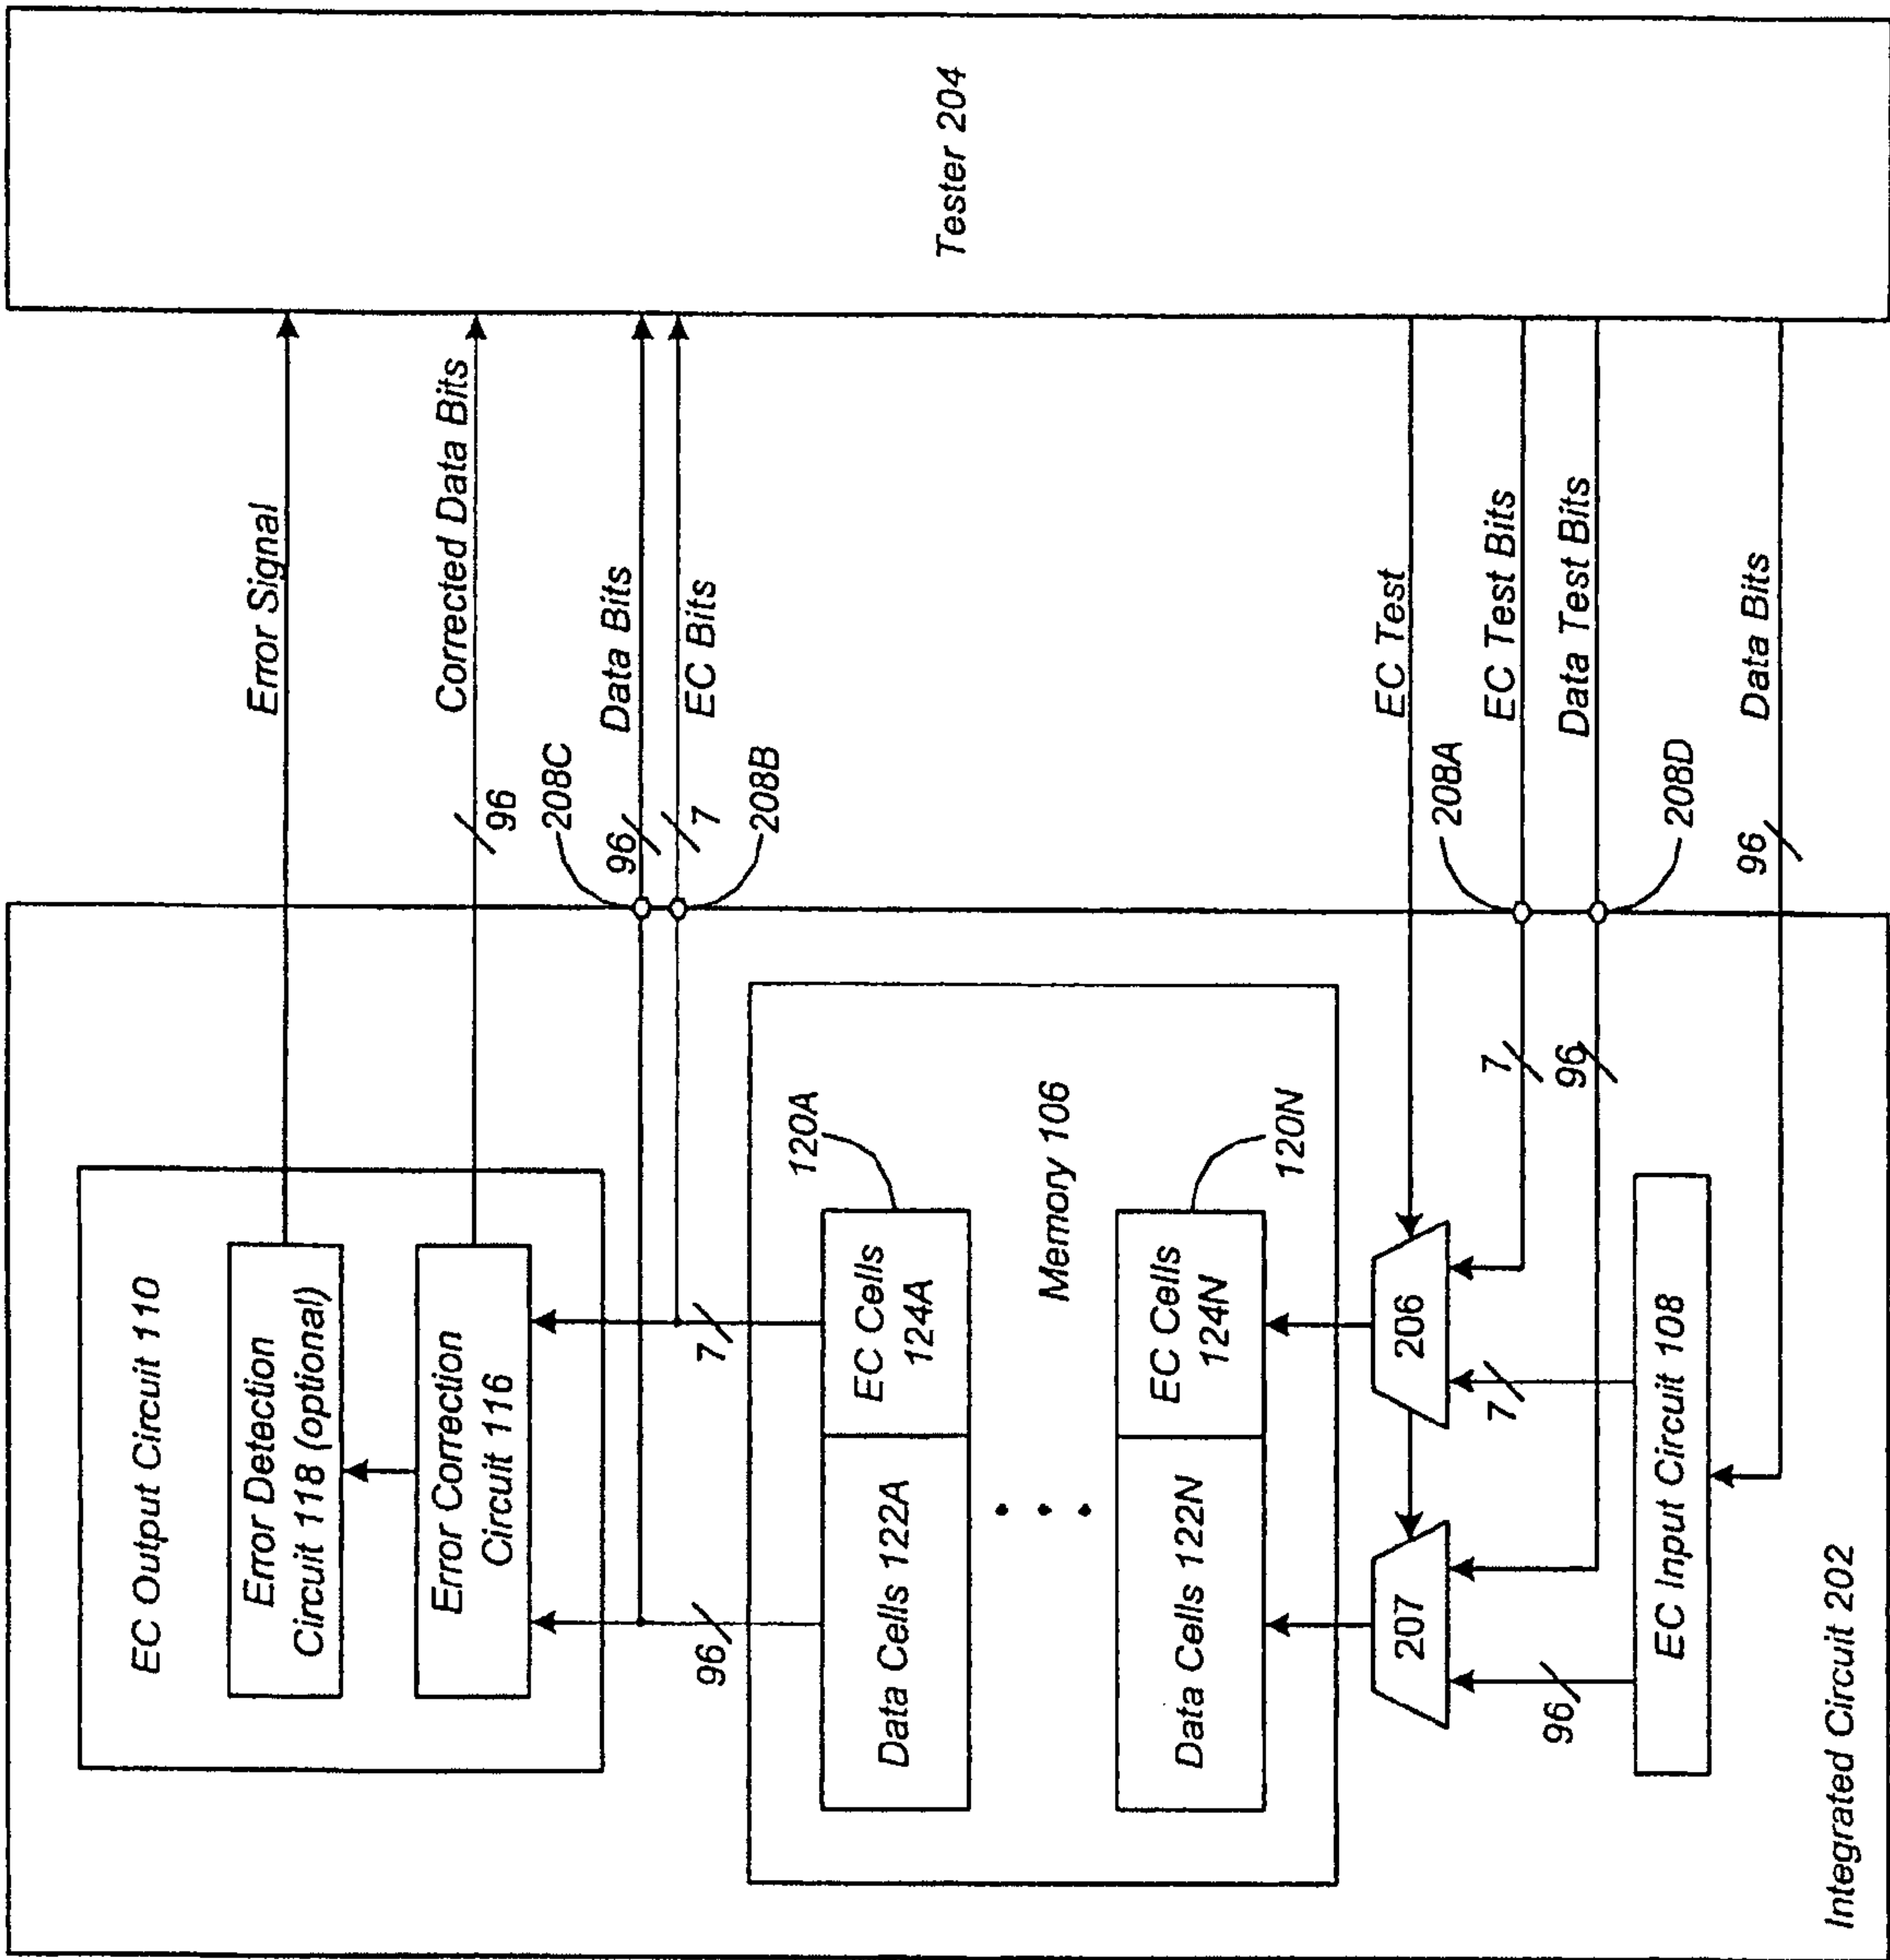 EC Output Circuit 110
Error Detection
Circuit 118 (optional)
Error Correction
Circuit 116
Error Signal
Corrected Data Bits
96
208C
96
Data Bits
7
EC Bits
208B
96
7
120A
Data Cells 122A
EC Cells
124A
Memory 106
Data Cells 122N
EC Cells
124N
120N
207
206
96
7
EC Input Circuit 108
7
96
EC Test
208A
EC Test Bits
Data Test Bits
208D
96
Data Bits
Integrated Circuit 202
Tester 204